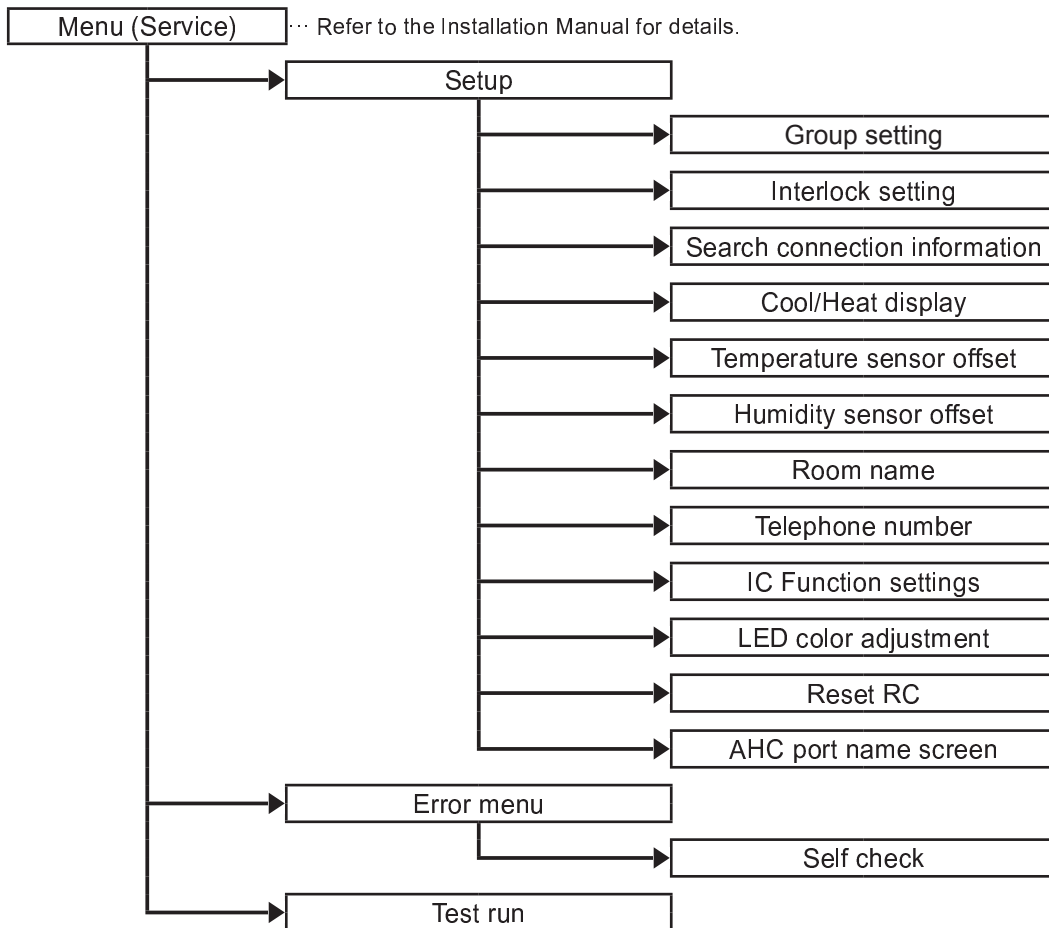 Menu (Service) ··· Refer to the Installation Manual for details.
Setup
Group setting
Interlock setting
Search connection information
Cool/Heat display
Temperature sensor offset
Humidity sensor offset
Room name
Telephone number
IC Function settings
LED color adjustment
Reset RC
AHC port name screen
Error menu
Self check
Test run